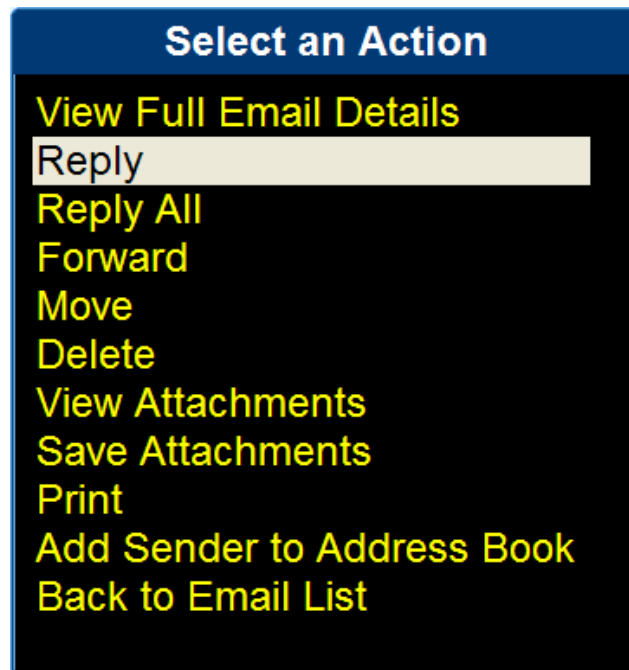 Select an Action
View Full Email Details
Reply
Reply All
Forward
Move
Delete
View Attachments
Save Attachments
Print
Add Sender to Address Book
Back to Email List